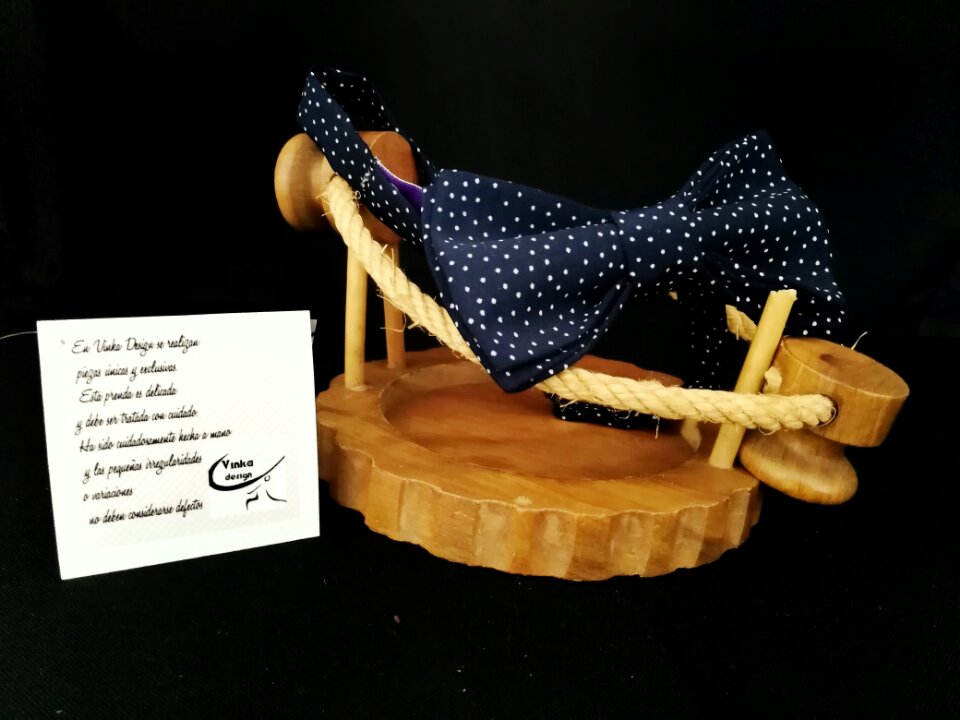 " En Vinka Design se realizan
piezas únicas y exclusivas.
Esta prenda es delicada
y debe ser tratada con cuidado.
Ha sido cuidadosamente hecha a mano
y las pequeñas irregularidades
o variaciones
no deben considerarse defectos.
Vinka
design